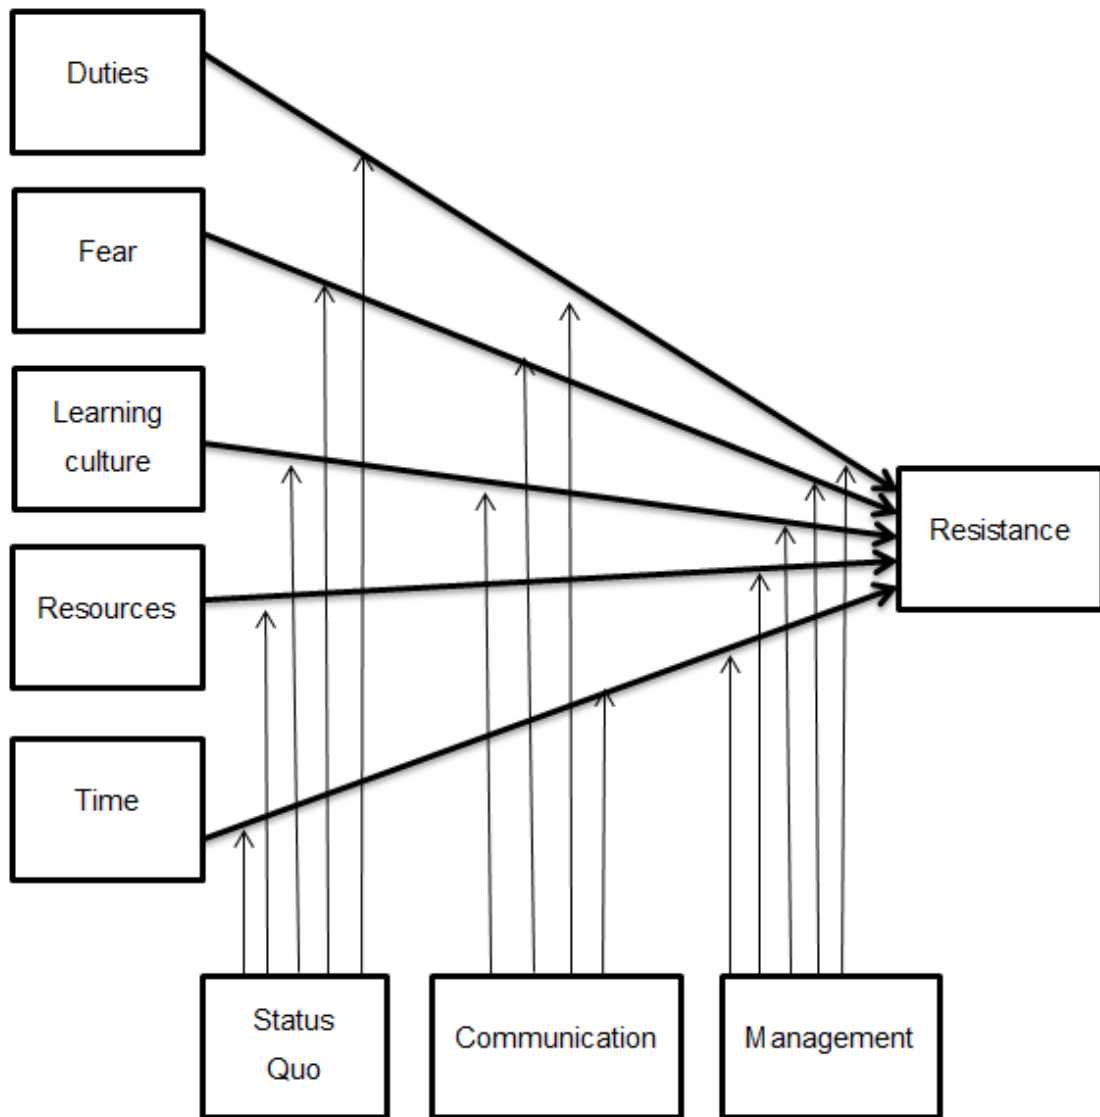 Duties
Fear
Learning
culture
Resources
Time
Resistance
Status
Quo
Communication
Management